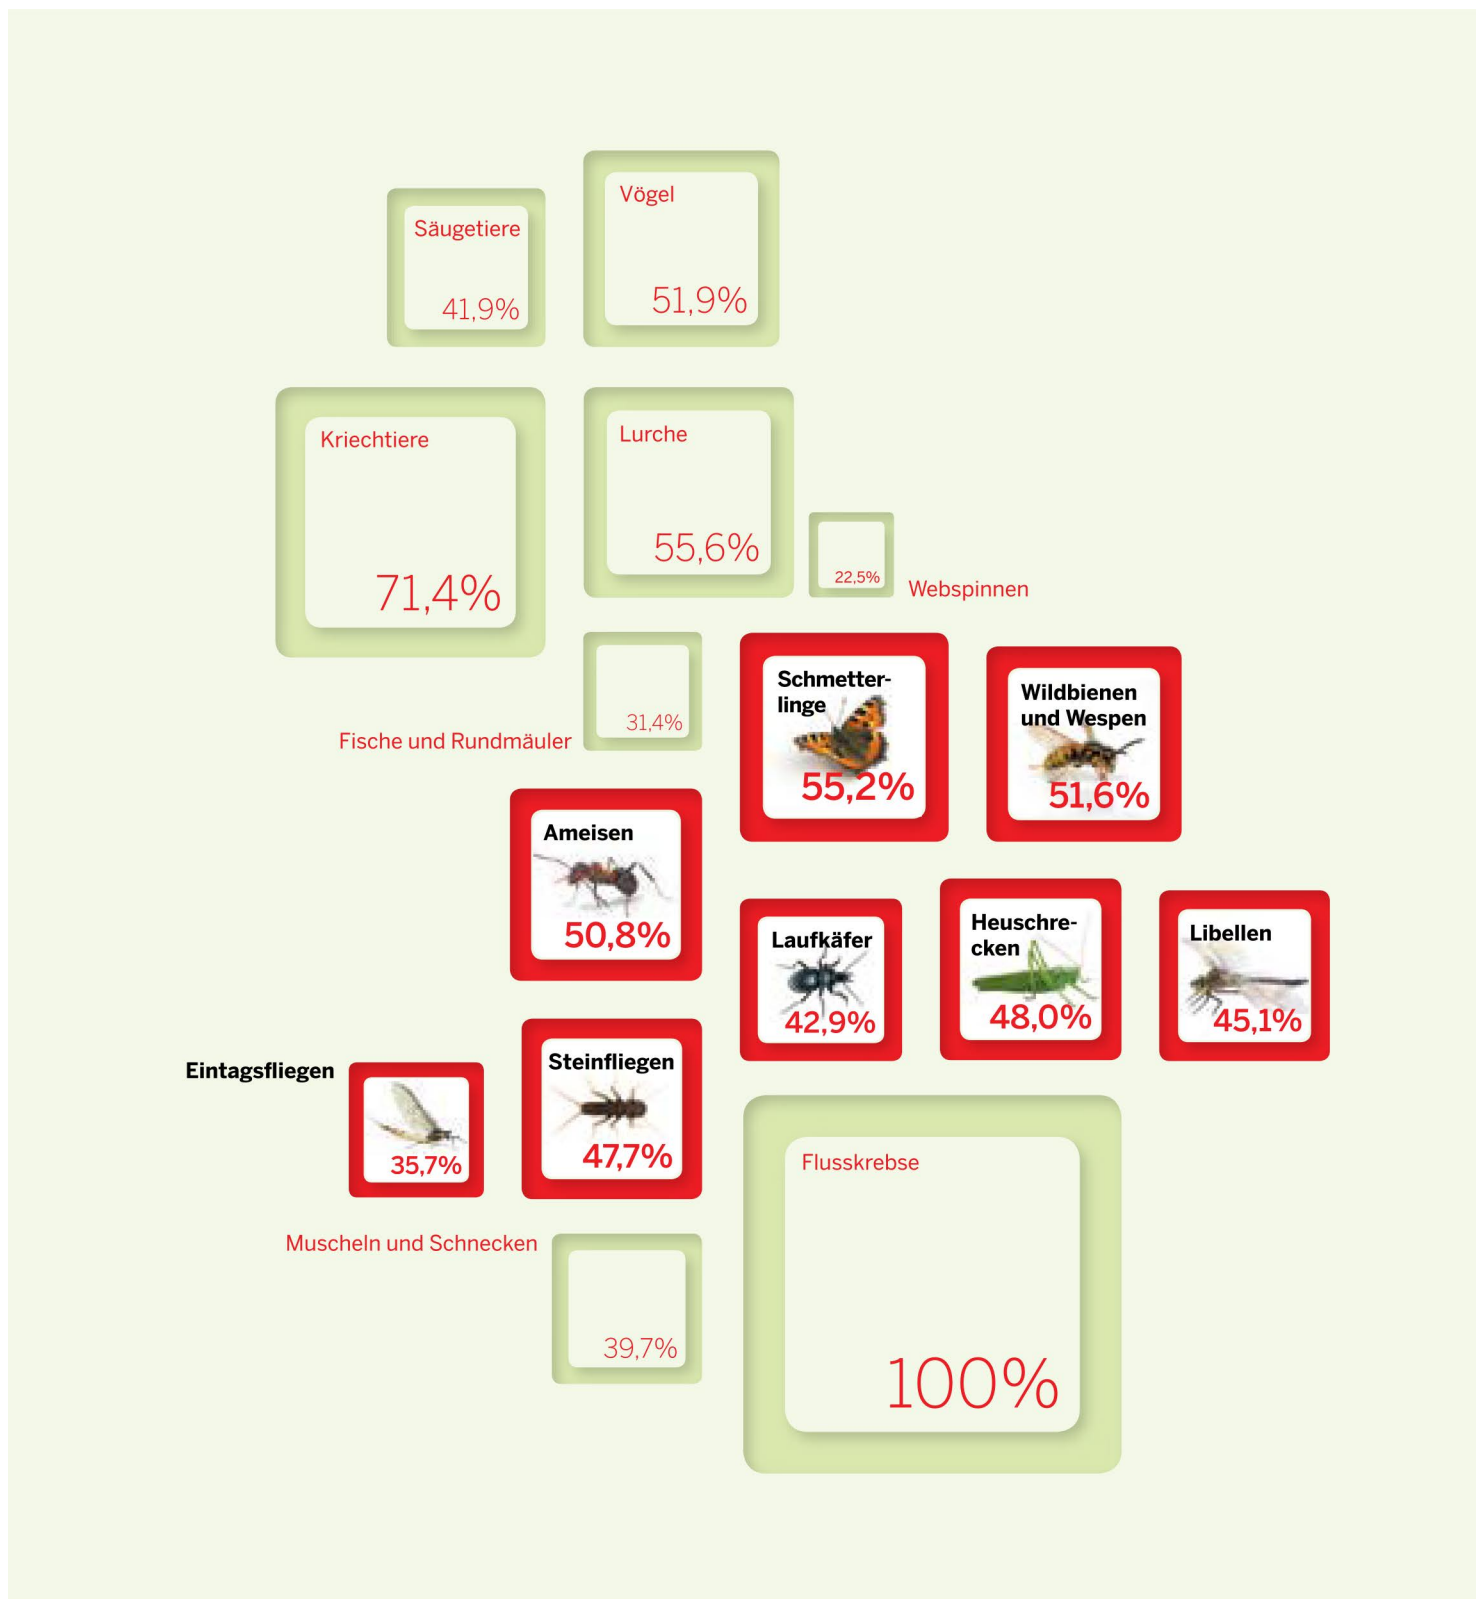 Säugetiere
41,9%
Vögel
51,9%
Kriechtiere
71,4%
Lurche
55,6%
22,5%
Webspinnen
31,4%
Fische und Rundmäuler
Schmetter-
linge
55,2%
Wildbienen
und Wespen
51,6%
Ameisen
50,8%
Laufkäfer
42,9%
Heuschre-
cken
48,0%
Libellen
45,1%
Eintagsfliegen
35,7%
Steinfliegen
47,7%
Flusskrebse
100%
Muscheln und Schnecken
39,7%